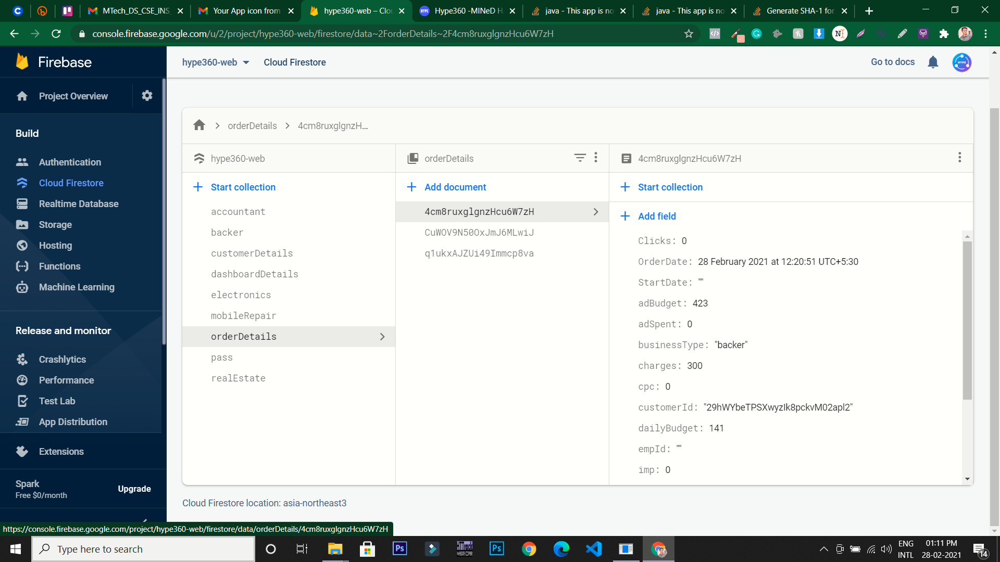 MTech_DS_CSE_INS_
Your App icon from
hype360-web – Clou
Hype360 -MINeD H
java - This app is no
java - This app is no
Generate SHA-1 for
console.firebase.google.com/u/2/project/hype360-web/firestore/data~2ForderDetails~2F4cm8ruxglgnzHcu6W7zH
Firebase
hype360-web
Cloud Firestore
Go to docs
Project Overview
Build
Authentication
Cloud Firestore
Realtime Database
Storage
Hosting
Functions
Machine Learning
Release and monitor
Crashlytics
Performance
Test Lab
App Distribution
Extensions
Spark
Free $0/month
Upgrade
orderDetails
4cm8ruxglgnzH...
hype360-web
Start collection
accountant
backer
customerDetails
dashboardDetails
electronics
mobileRepair
orderDetails
pass
realEstate
orderDetails
Add document
4cm8ruxglgnzHcu6W7zH
CuWOV9N50OxJmJ6MLwiJ
q1ukxAJZUi49Immcp8va
4cm8ruxglgnzHcu6W7zH
Start collection
Add field
Clicks: 0
OrderDate: 28 February 2021 at 12:20:51 UTC+5:30
StartDate: ""
adBudget: 423
adSpent: 0
businessType: "backer"
charges: 300
cpc: 0
customerId: "29hWYbeTPSXwyzIk8pckvM02apl2"
dailyBudget: 141
empId: ""
imp: 0
Cloud Firestore location: asia-northeast3
https://console.firebase.google.com/project/hype360-web/firestore/data/orderDetails/4cm8ruxglgnzHcu6W7zH
Type here to search
ENG
INTL
01:11 PM
28-02-2021
14